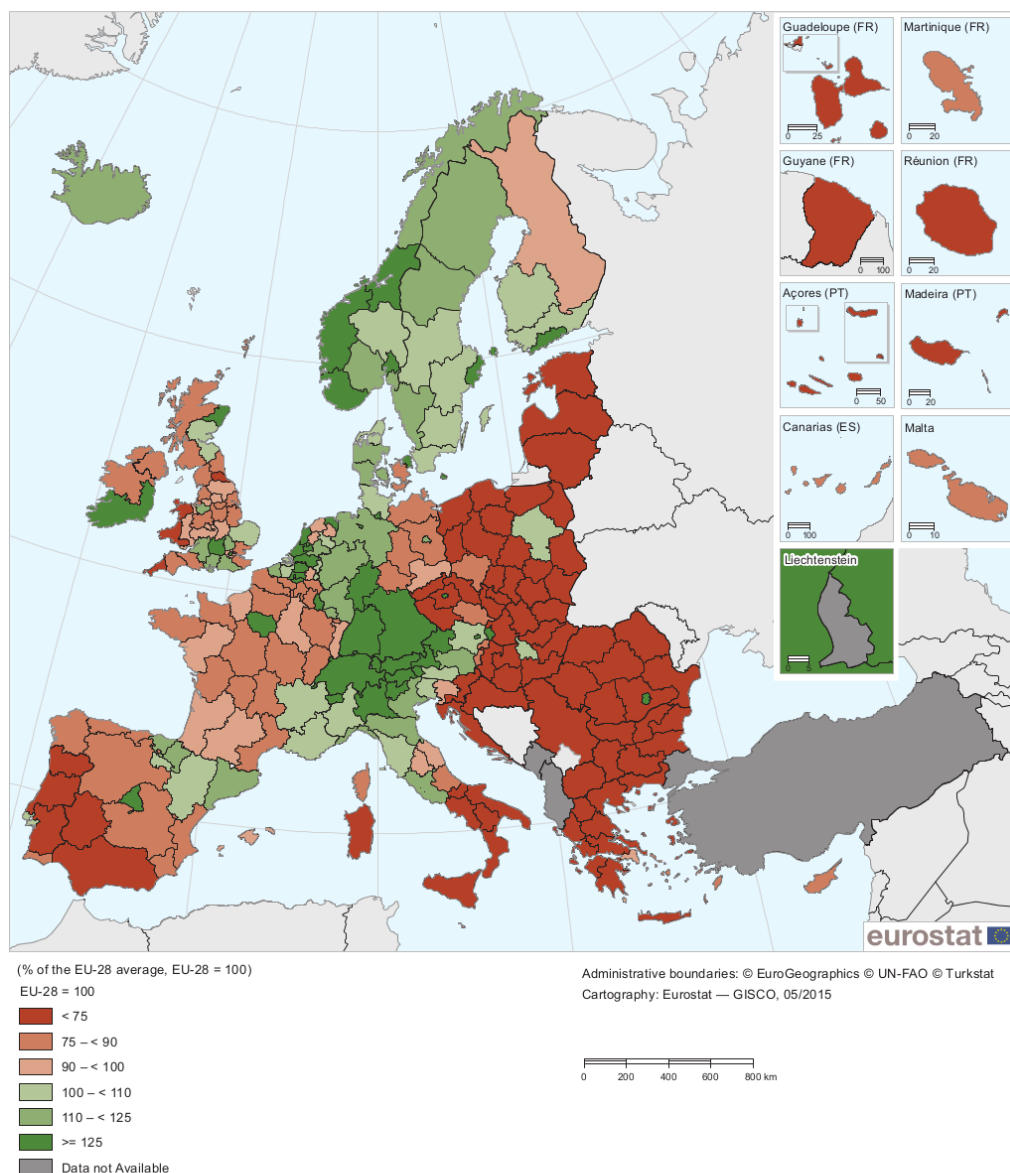 Guadeloupe (FR)
0 25
Martinique (FR)
0 20
Guyane (FR)
0 100
Réunion (FR)
0 20
Açores (PT)
0 50
Madeira (PT)
0 20
Canarias (ES)
0 100
Malta
0 10
Liechtenstein
0 5
eurostat
(% of the EU-28 average, EU-28 = 100)
EU-28 = 100
< 75
75 – < 90
90 – < 100
100 – < 110
110 – < 125
>= 125
Data not Available
Administrative boundaries: © EuroGeographics © UN-FAO © Turkstat
Cartography: Eurostat — GISCO, 05/2015
0 200 400 600 800 km